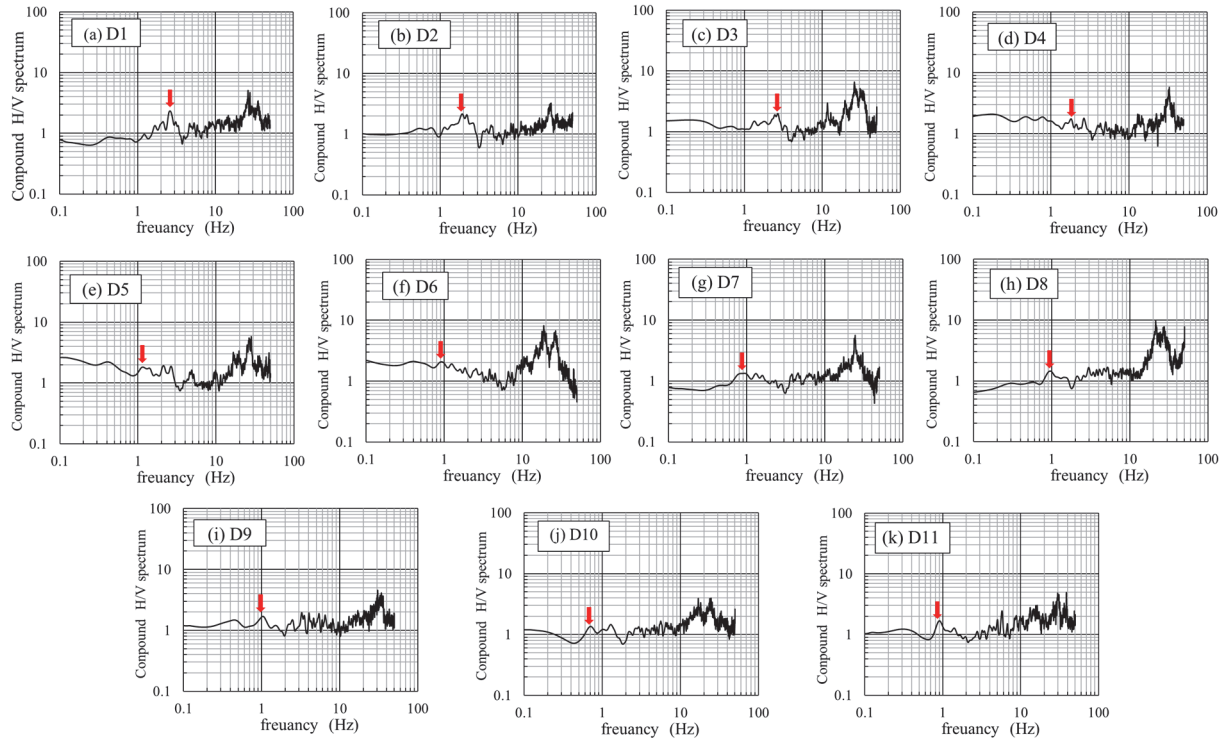 (a) D1
Conpound H/V spectrum
100
10
1
0.1
0.1 1 10 100
freuancy (Hz)
(b) D2
Conpound H/V spectrum
100
10
1
0.1
0.1 1 10 100
freuancy (Hz)
(c) D3
Conpound H/V spectrum
100
10
1
0.1
0.1 1 10 100
freuancy (Hz)
(d) D4
Conpound H/V spectrum
100
10
1
0.1
0.1 1 10 100
freuancy (Hz)
(e) D5
Conpound H/V spectrum
100
10
1
0.1
0.1 1 10 100
freuancy (Hz)
(f) D6
Conpound H/V spectrum
100
10
1
0.1
0.1 1 10 100
freuancy (Hz)
(g) D7
Conpound H/V spectrum
100
10
1
0.1
0.1 1 10 100
freuancy (Hz)
(h) D8
Conpound H/V spectrum
100
10
1
0.1
0.1 1 10 100
freuancy (Hz)
(i) D9
Conpound H/V spectrum
100
10
1
0.1
0.1 1 10 100
freuancy (Hz)
(j) D10
Conpound H/V spectrum
100
10
1
0.1
0.1 1 10 100
freuancy (Hz)
(k) D11
Conpound H/V spectrum
100
10
1
0.1
0.1 1 10 100
freuancy (Hz)